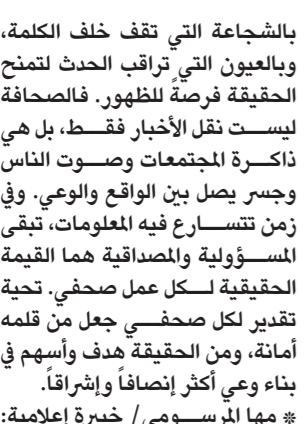 بالشجاعة التي تقف خلف الكلمة،
وبالعيون التي تراقب الحدث لتمنح
الحقيقة فرصةً للظهور. فالصحافة
ليست نقل الأخبار فقط، بل هي
ذاكرة المجتمعات وصوت الناس
وجسر يصل بين الواقع والوعي. وفي
زمن تتسارع فيه المعلومات، تبقى
المسؤولية والمصداقية هما القيمة
الحقيقية لكل عمل صحفي. تحية
تقدير لكل صحفي جعل من قلمه
أمانة، ومن الحقيقة هدف وأسهم في
بناء وعي أكثر إنصافاً وإشراقاً.
* مها المرسومي/ خبيرة إعلامية: